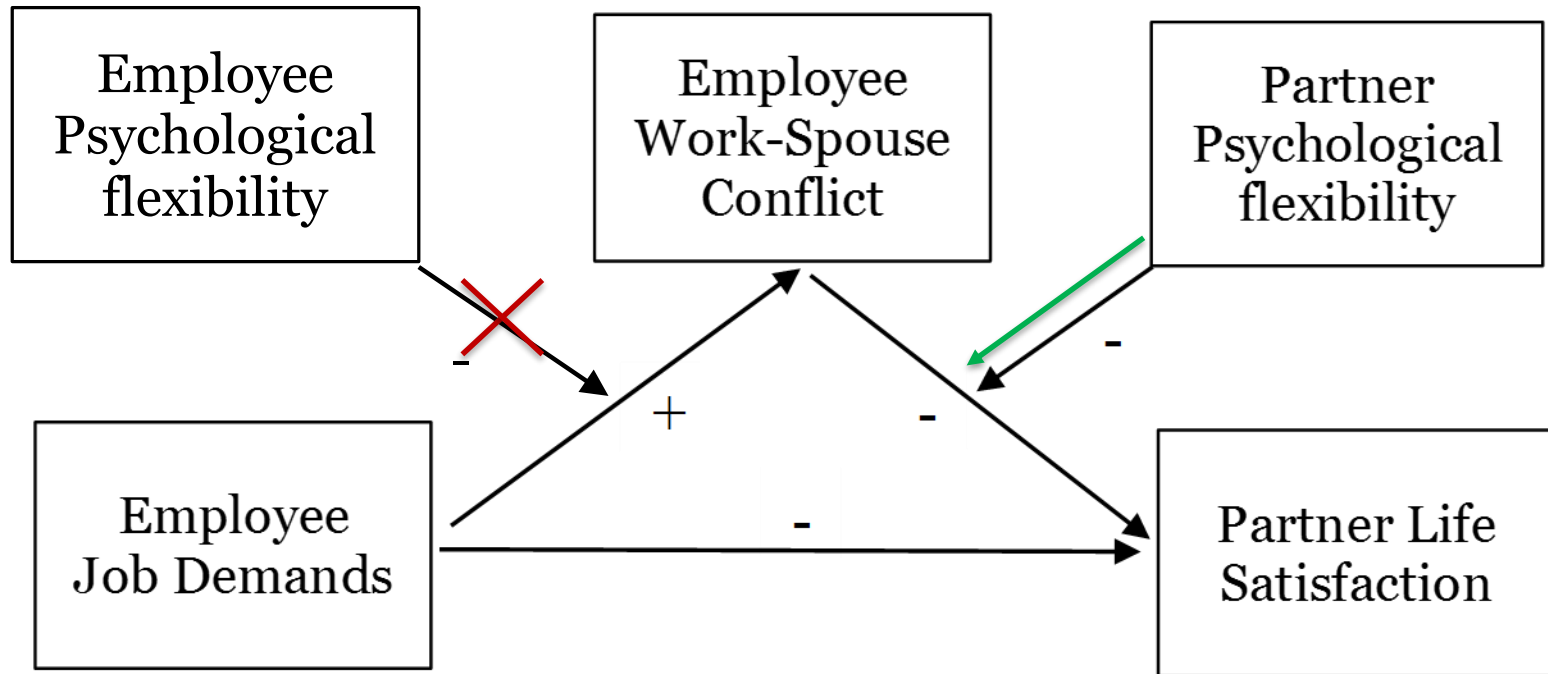 Employee
Psychological
flexibility
Employee
Work-Spouse
Conflict
Partner
Psychological
flexibility
-
-
+
-
-
Employee
Job Demands
Partner Life
Satisfaction